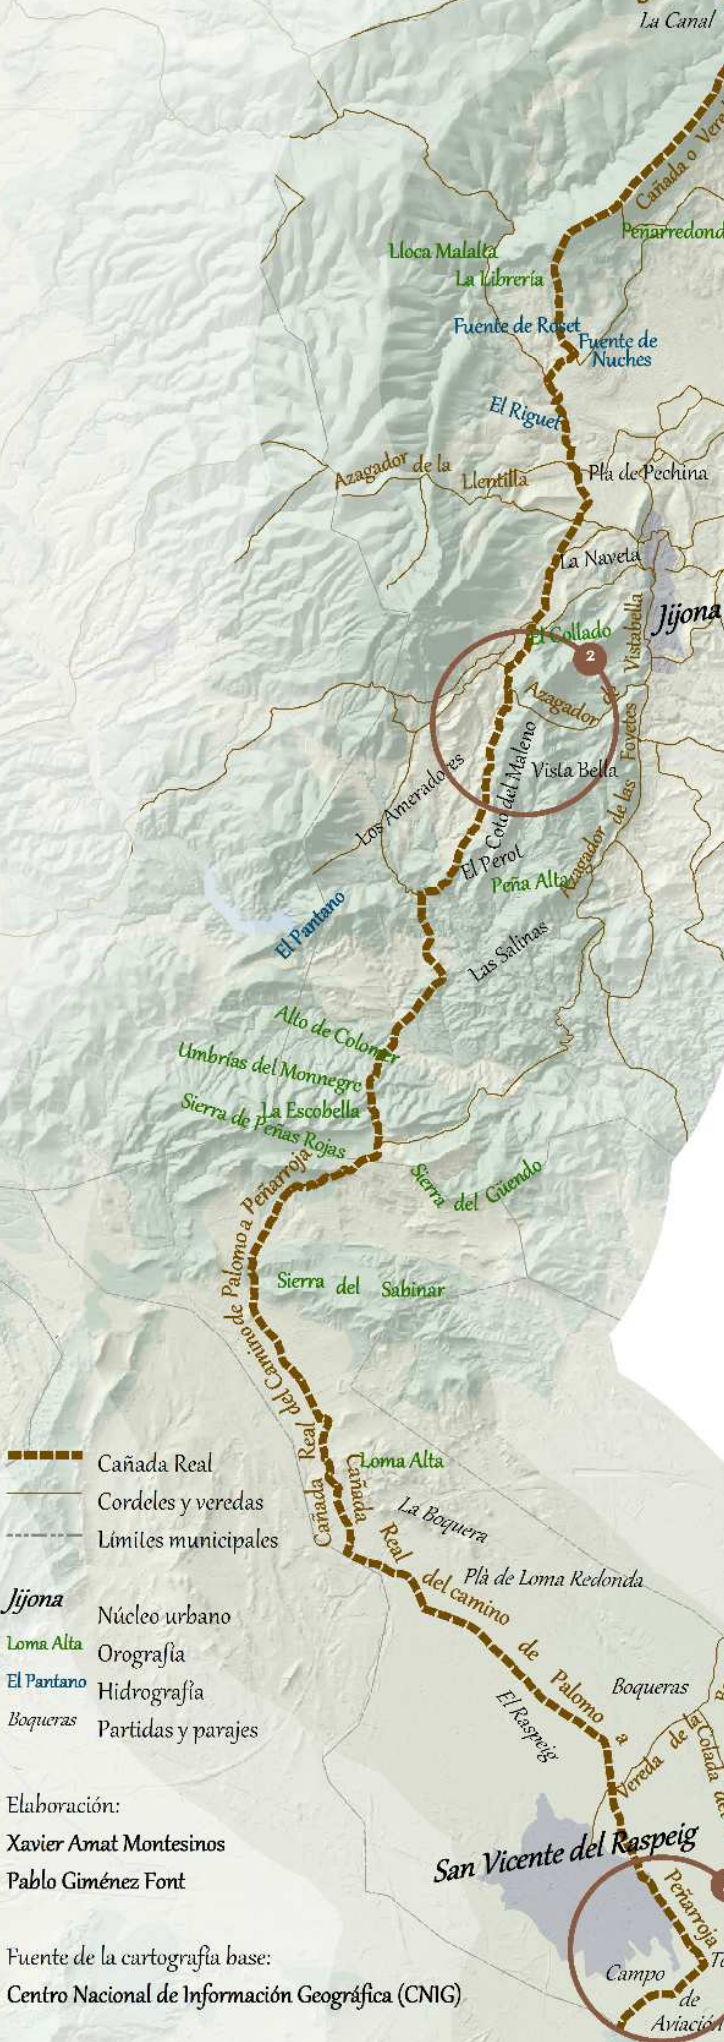 La Canal
Cañada o Vere
Peñarredond
Lloca Malalta
La Librería
Fuente de Roset
Fuente de
Nuches
El Riguet
Azagador de la Llentilla
Pla de Pechina
La Naveta
Jijona
El Collado
2
Azagador de Vistabella
Coto del Maleno
Vista Bella
Los Ameradores
Azagador de las Fovetes
El Perot
Peña Alta
El Pantano
Las Salinas
Alto de Colomer
Umbrías del Monnegre
La Escobella
Sierra de Peñas Rojas
Sierra del Güendo
Cañada Real del Camino de Palomo a Peñarroja
Sierra del Sabinar
Loma Alta
La Boquera
Cañada Real del camino de Palomo a Peñarroja
Plà de Loma Redonda
Boqueras
El Raspeig
Vereda de la
Colada de
San Vicente del Raspeig
Campo
de
Aviación
Cañada Real
Cordeles y veredas
Límites municipales
Jijona Núcleo urbano
Loma Alta Orografía
El Pantano Hidrografía
Boqueras Partidas y parajes
Elaboración:
Xavier Amat Montesinos
Pablo Giménez Font
Fuente de la cartografía base:
Centro Nacional de Información Geográfica (CNIG)